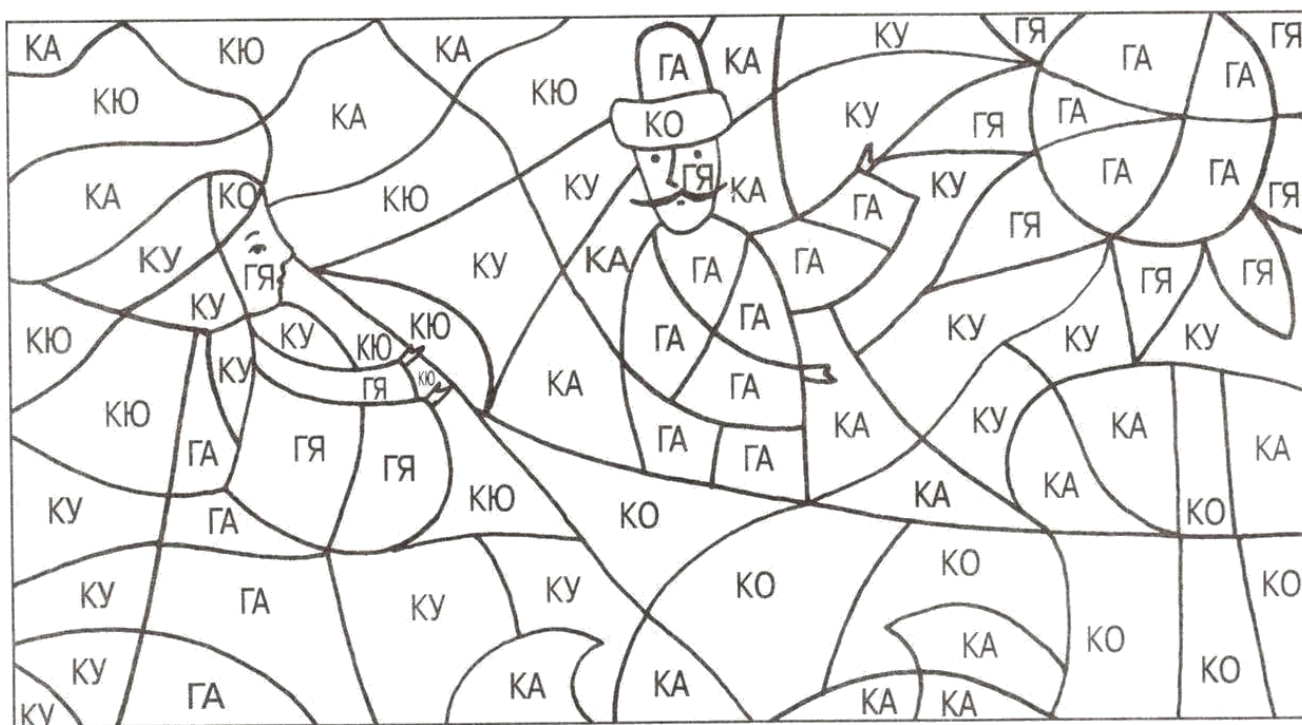 КА КЮ КА КУ ГЯ ГЯ
КЮ КА КЮ ГА КА КУ ГА ГА
КО ГЯ ГА
КА КО КЮ КУ ГЯ КА КУ ГА ГА ГЯ
КУ ГЯ КУ КА ГА ГА ГА ГЯ ГЯ ГЯ
КУ КУ КЮ КЮ ГА ГА КУ КУ КУ
КЮ КУ ГЯ КЮ КА ГА
КЮ ГА ГЯ ГЯ ГА ГА КА КУ КА КА
КУ ГА КЮ КО КА КА КО
КУ ГА КУ КУ КО КО КО
КУ ГА КА КА КА КО КО
КУ КА КА